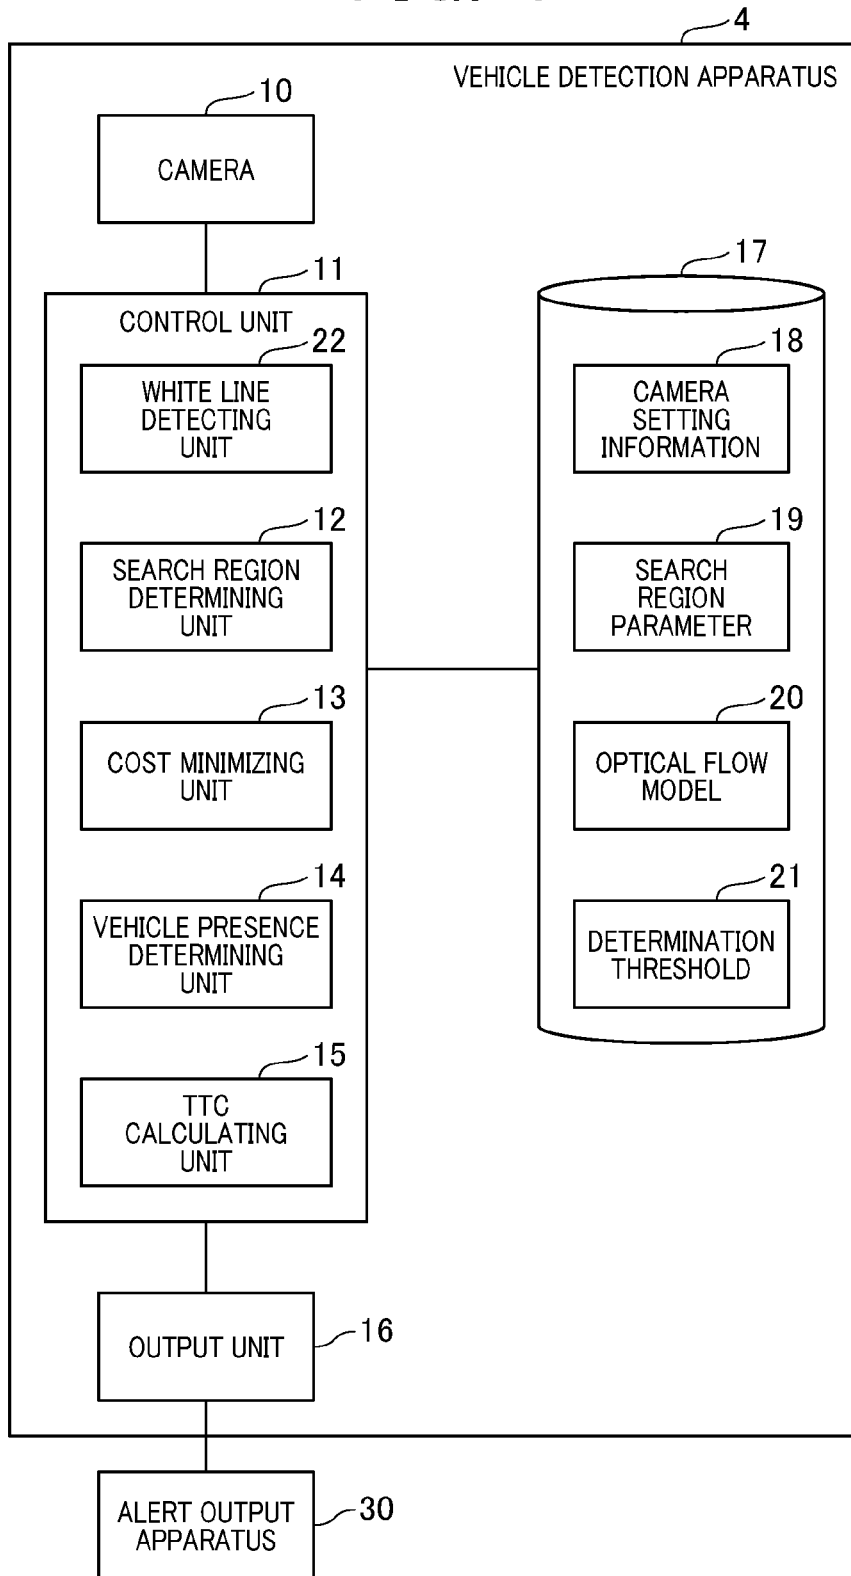 4
VEHICLE DETECTION APPARATUS
10
CAMERA
11
CONTROL UNIT
22
WHITE LINE
DETECTING
UNIT
12
SEARCH REGION
DETERMINING
UNIT
13
COST MINIMIZING
UNIT
14
VEHICLE PRESENCE
DETERMINING
UNIT
15
TTC
CALCULATING
UNIT
17
18
CAMERA
SETTING
INFORMATION
19
SEARCH
REGION
PARAMETER
20
OPTICAL FLOW
MODEL
21
DETERMINATION
THRESHOLD
OUTPUT UNIT
16
ALERT OUTPUT
APPARATUS
30